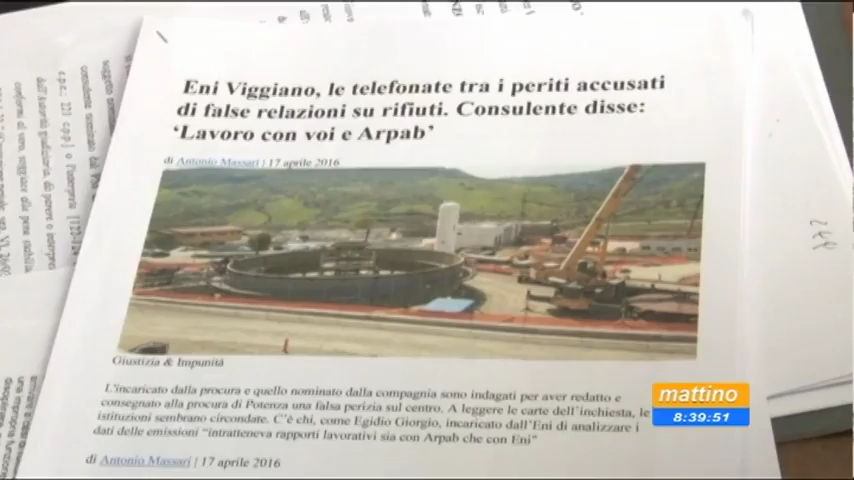 Eni Viggiano, le telefonate tra i periti accusati
di false relazioni su rifiuti. Consulente disse:
‘Lavoro con voi e Arpab’
di Antonio Massari | 17 aprile 2016
Giustizia & Impunità
L'incaricato dalla procura e quello nominato dalla compagnia sono indagati per aver redatto e
consegnato alla procura di Potenza una falsa perizia sul centro. A leggere le carte dell'inchiesta, le
istituzioni sembrano circondate. C'è chi, come Egidio Giorgio, incaricato dall'Eni di analizzare i
dati delle emissioni “intratteneva rapporti lavorativi sia con Arpab che con Eni”
di Antonio Massari | 17 aprile 2016
mattino
8:39:51